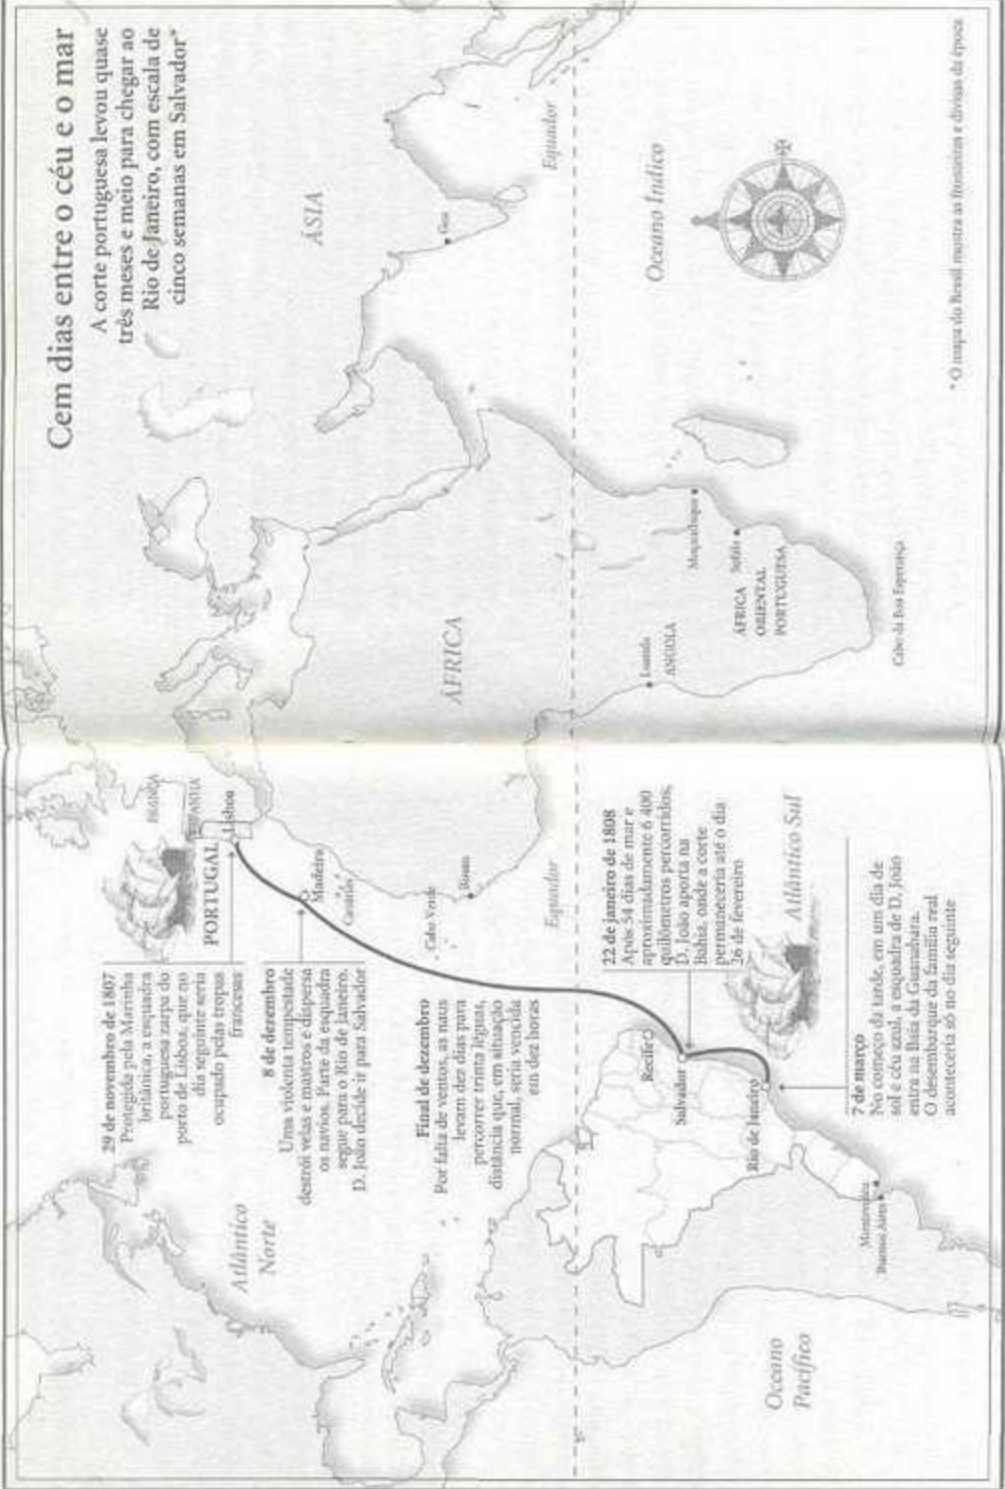 Cem dias entre o céu e o mar
A corte portuguesa levou quase
três meses e meio para chegar ao
Rio de Janeiro, com escala de
cinco semanas em Salvador*
29 de novembro de 1807
Protegida pela Marinha
britânica, a esquadra
portuguesa zarpa do
porto de Lisboa, que no
dia seguinte seria
ocupado pelas tropas
francesas
8 de dezembro
Uma violenta tempestade
destrói velas e mastros e dispersa
os navios. Parte da esquadra
segue para o Rio de Janeiro.
D. João decide ir para Salvador
Final de dezembro
Por falta de ventos, as naus
levam dez dias para
percorrer trinta léguas,
distância que, em situação
normal, seria vencida
em dez horas
22 de janeiro de 1808
Após 54 dias de mar e
aproximadamente 6 400
quilômetros percorridos,
D. João aporta na
Bahia, onde a corte
permaneceria até o dia
26 de fevereiro
7 de março
No começo da tarde, em um dia de
sol e céu azul, a esquadra de D. João
entra na Baía da Guanabara.
O desembarque da família real
aconteceria só no dia seguinte
Atlântico
Norte
PORTUGAL
Lisboa
ESPANHA
FRANÇA
Madeira
Canárias
Cabo Verde
Bissau
Equador
Recife
Salvador
Rio de Janeiro
Montevidéu
Buenos Aires
Oceano
Pacífico
Atlântico Sul
ÁFRICA
ÁSIA
Goa
Equador
Oceano Índico
Luanda
ANGOLA
Moçambique
Sofala
ÁFRICA
ORIENTAL
PORTUGUESA
Cabo da Boa Esperança
* O mapa do Brasil mostra as fronteiras e divisas da época